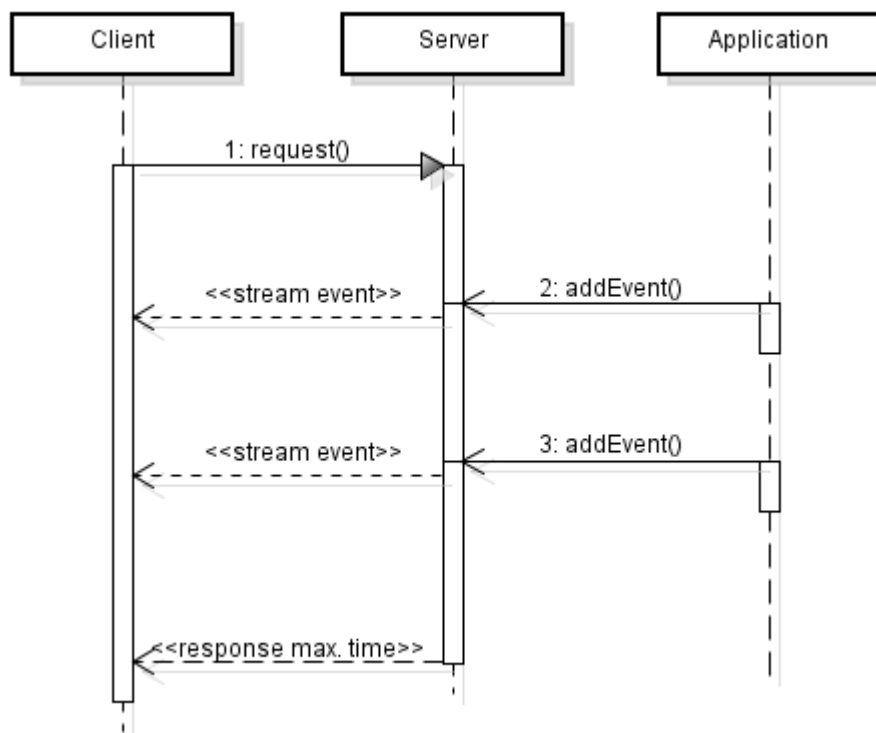 Client
Server
Application
1: request()
<<stream event>>
2: addEvent()
<<stream event>>
3: addEvent()
<<response max. time>>